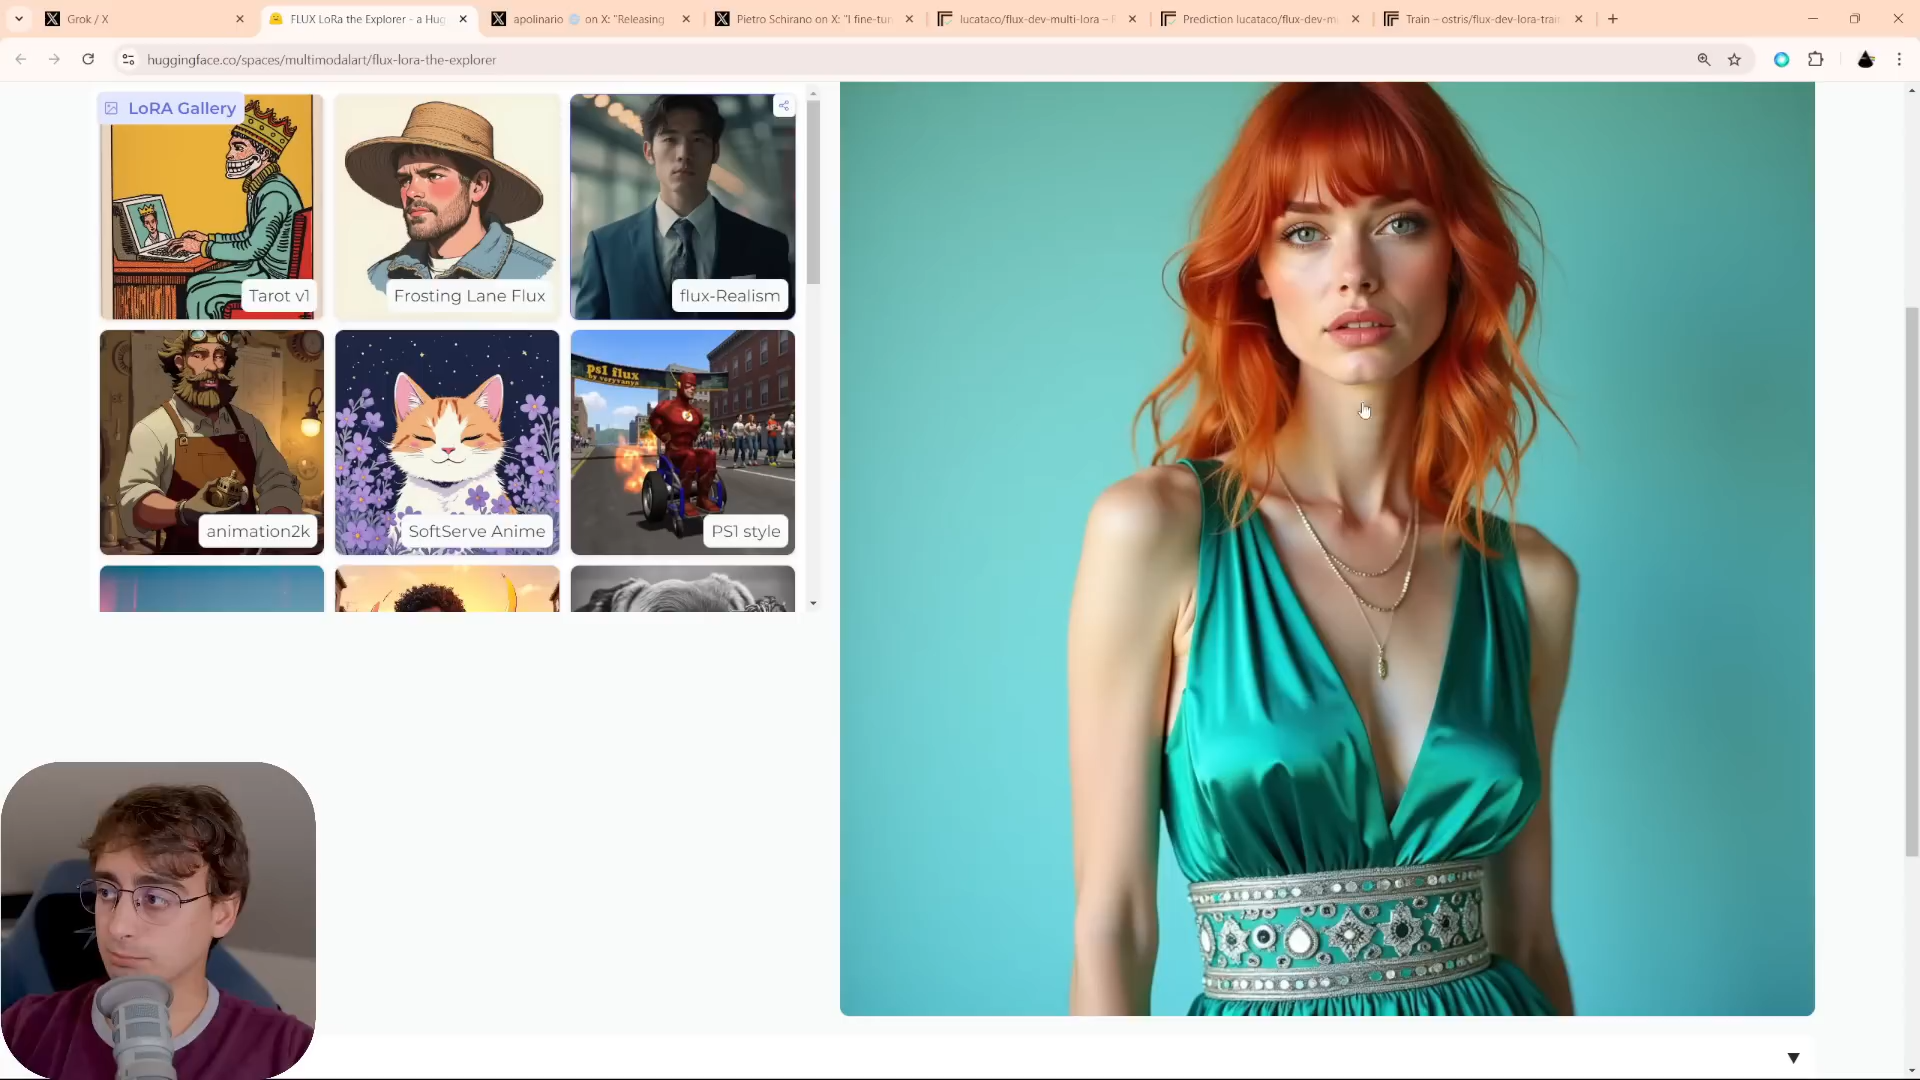 Grok / X
FLUX LoRa the Explorer - a Hug
apolinario on X: "Releasing
Pietro Schirano on X: "I fine-tun
lucataco/flux-dev-multi-lora – R
Prediction lucataco/flux-dev-m
Train – ostris/flux-dev-lora-trai
huggingface.co/spaces/multimodalart/flux-lora-the-explorer
LoRA Gallery
Tarot v1
Frosting Lane Flux
flux-Realism
ps1 flux
by veryvanya
animation2k
SoftServe Anime
PS1 style